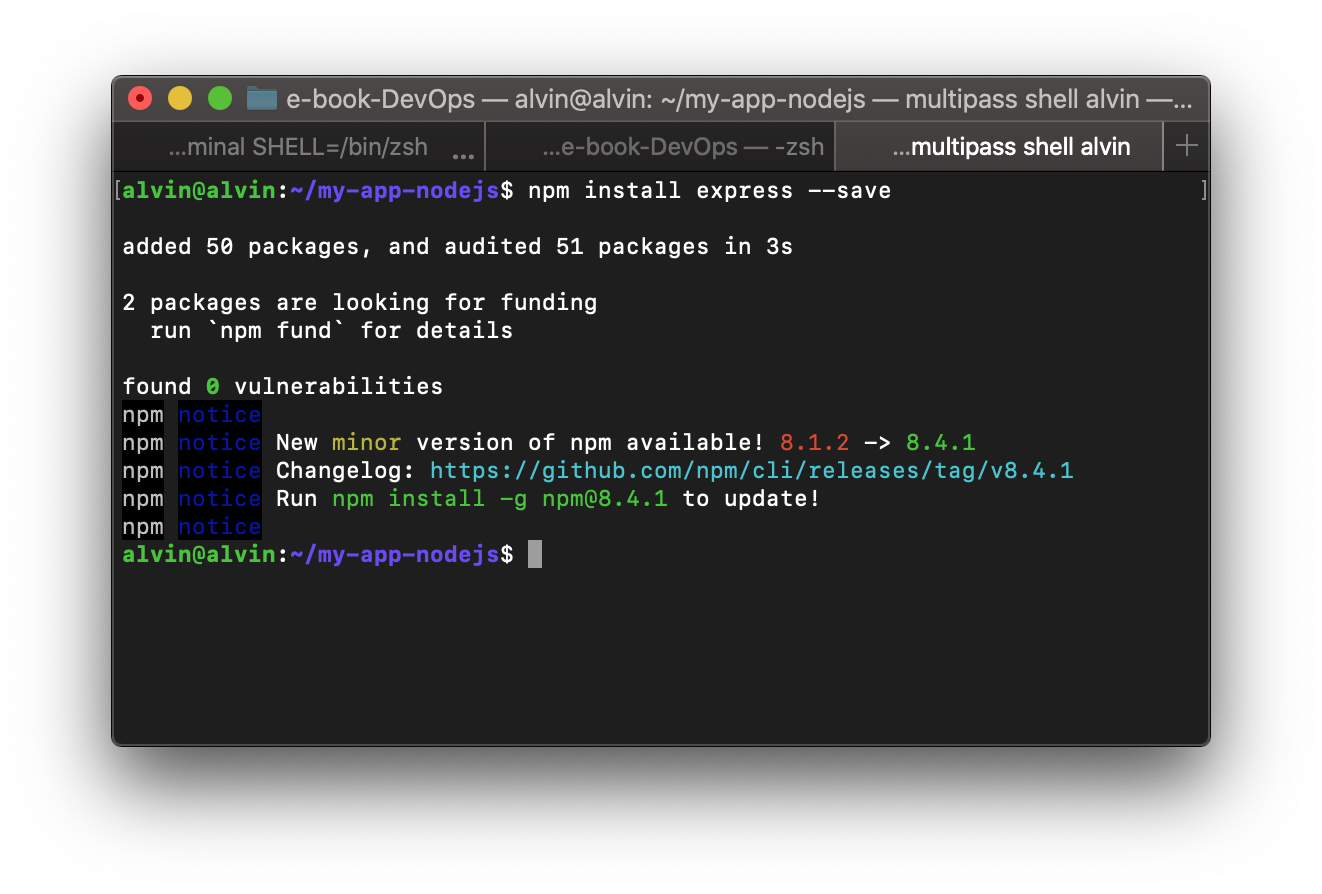 e-book-DevOps — alvin@alvin: ~/my-app-nodejs — multipass shell alvin —...
...minal SHELL=/bin/zsh ...
...e-book-DevOps — -zsh
...multipass shell alvin
[alvin@alvin:~/my-app-nodejs$ npm install express --save ]
added 50 packages, and audited 51 packages in 3s
2 packages are looking for funding
  run `npm fund` for details
found 0 vulnerabilities
npm notice
npm notice New minor version of npm available! 8.1.2 -> 8.4.1
npm notice Changelog: https://github.com/npm/cli/releases/tag/v8.4.1
npm notice Run npm install -g npm@8.4.1 to update!
npm notice
alvin@alvin:~/my-app-nodejs$